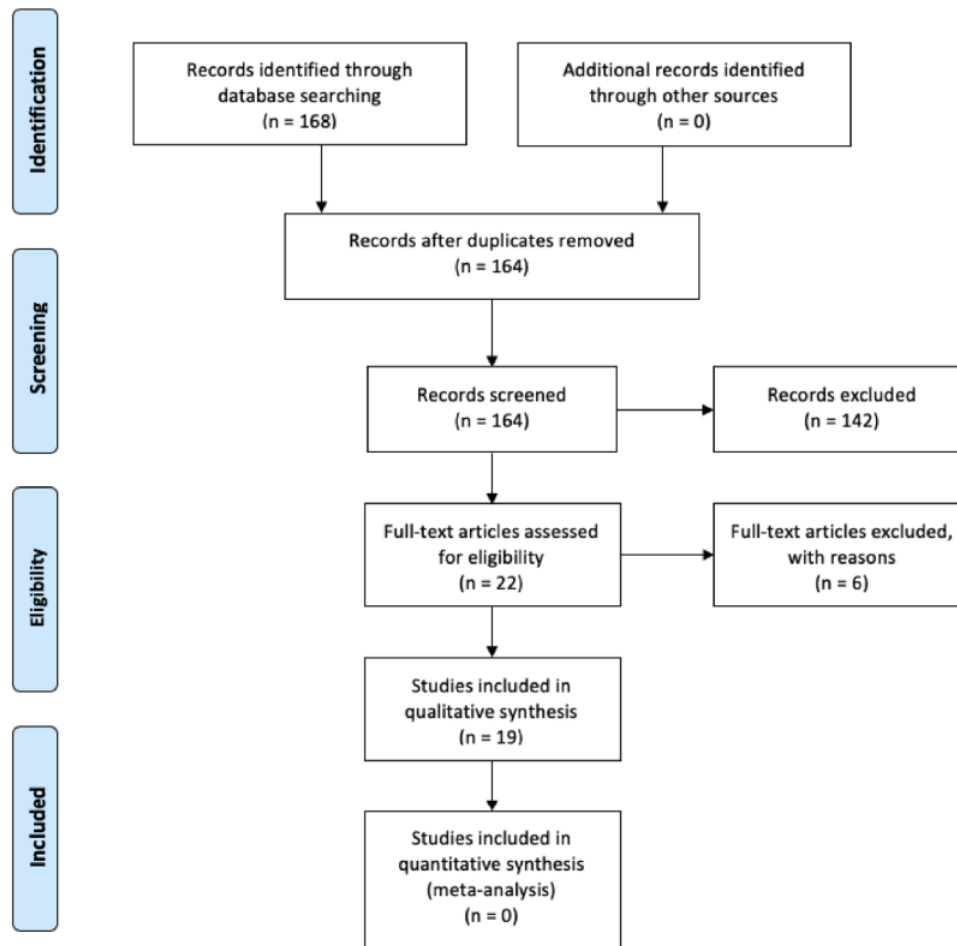 Identification
Records identified through
database searching
(n = 168)
Additional records identified
through other sources
(n = 0)
Records after duplicates removed
(n = 164)
Screening
Records screened
(n = 164)
Records excluded
(n = 142)
Eligibility
Full-text articles assessed
for eligibility
(n = 22)
Full-text articles excluded,
with reasons
(n = 6)
Studies included in
qualitative synthesis
(n = 19)
Included
Studies included in
quantitative synthesis
(meta-analysis)
(n = 0)